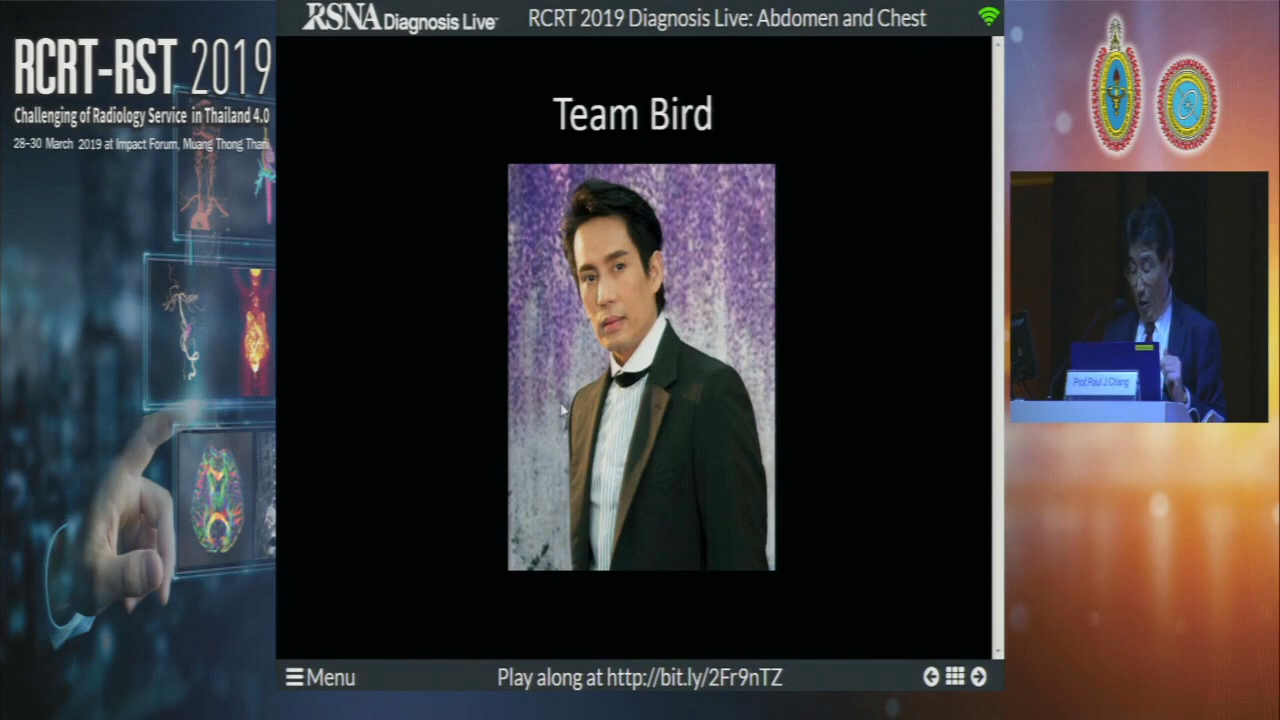 RCRT-RST 2019
Challenging of Radiology Service in Thailand 4.0
28-30 March 2019 at Impact Forum, Muang Thong Thani
RSNA Diagnosis Live™
RCRT 2019 Diagnosis Live: Abdomen and Chest
Team Bird
Prof.Paul J.Chang
Menu
Play along at http://bit.ly/2Fr9nTZ